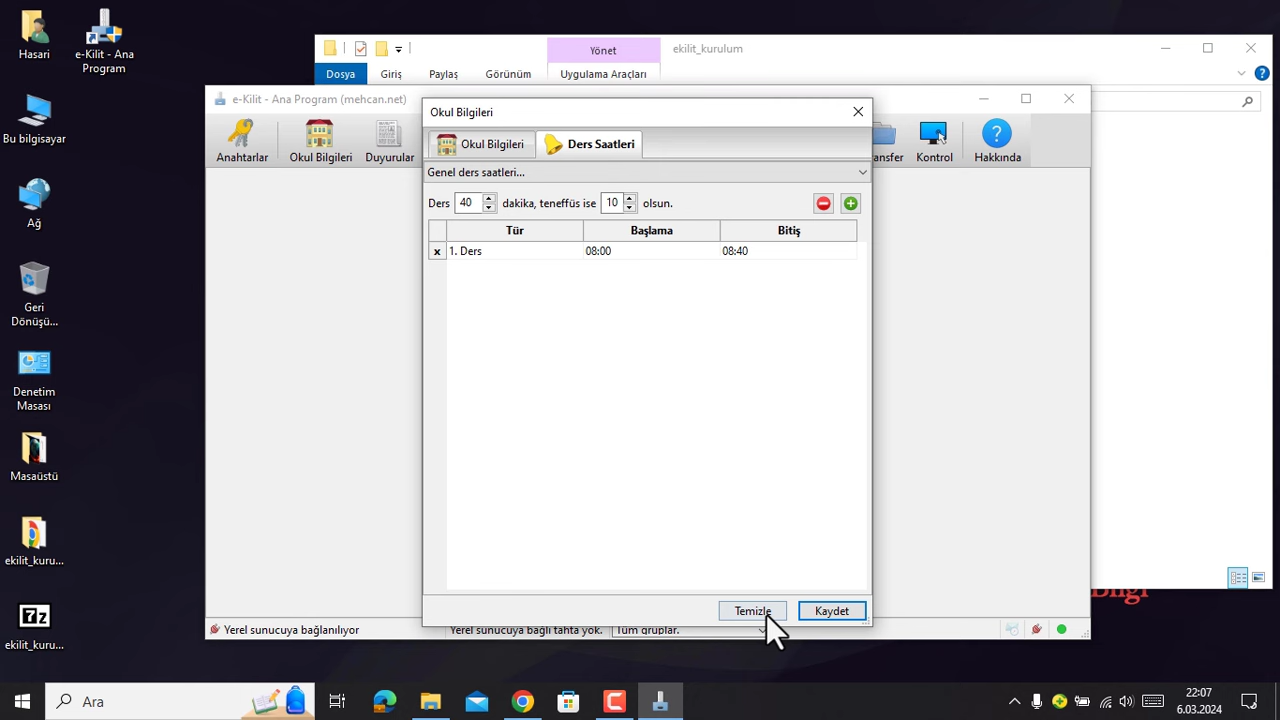 Hasari
e-Kilit - Ana
Program
Bu bilgisayar
Ağ
Geri
Dönüşü...
Denetim
Masası
Masaüstü
ekilit_kuru...
7z
ekilit_kuru...
Yönet
ekilit_kurulum
Dosya
Giriş
Paylaş
Görünüm
Uygulama Araçları
e-Kilit - Ana Program (mehcan.net)
Anahtarlar
Okul Bilgileri
Duyurular
ansfer
Kontrol
Hakkında
Okul Bilgileri
Okul Bilgileri
Ders Saatleri
Genel ders saatleri...
Ders 40 dakika, teneffüs ise 10 olsun.
Tür Başlama Bitiş
x 1. Ders 08:00 08:40
Temizle
Kaydet
Yerel sunucuya bağlanılıyor
Yerel sunucuya bağlı tahta yok.
Tüm gruplar.
Bilgi
Ara
22:07
6.03.2024